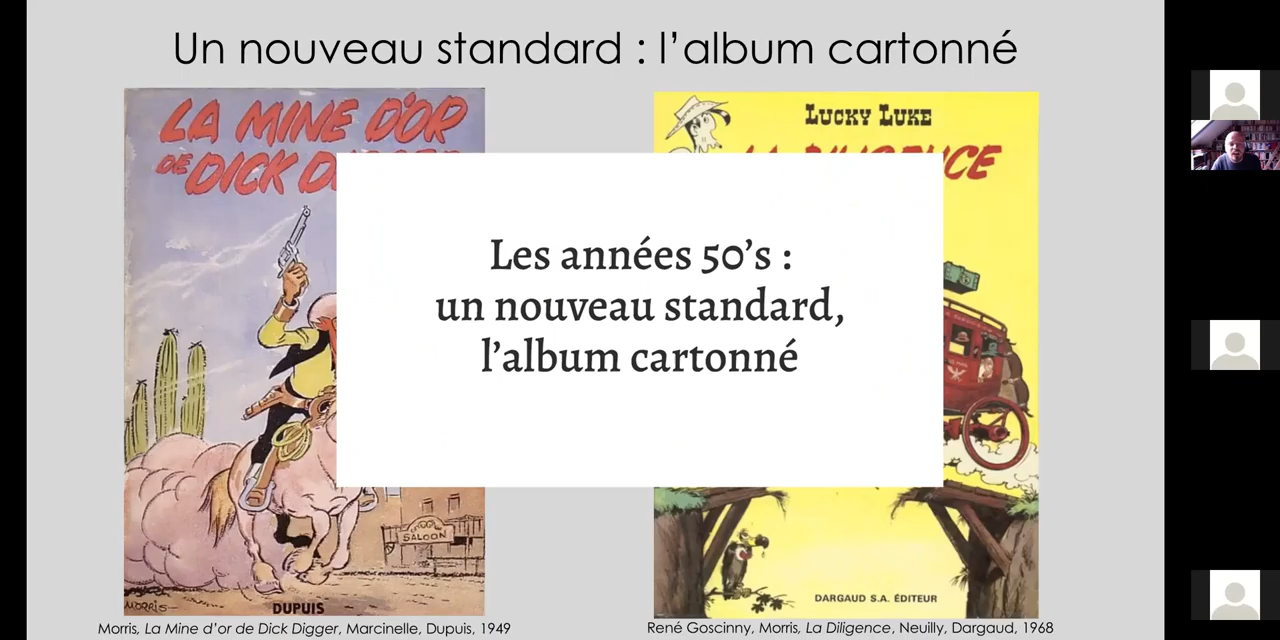 Un nouveau standard : l’album cartonné
LA MINE D'OR
DE DICK
LUCKY LUKE
Les années 50’s :
un nouveau standard,
l’album cartonné
SALOON
MORRIS
DUPUIS
DARGAUD S.A. ÉDITEUR
Morris, La Mine d’or de Dick Digger, Marcinelle, Dupuis, 1949
René Goscinny, Morris, La Diligence, Neuilly, Dargaud, 1968